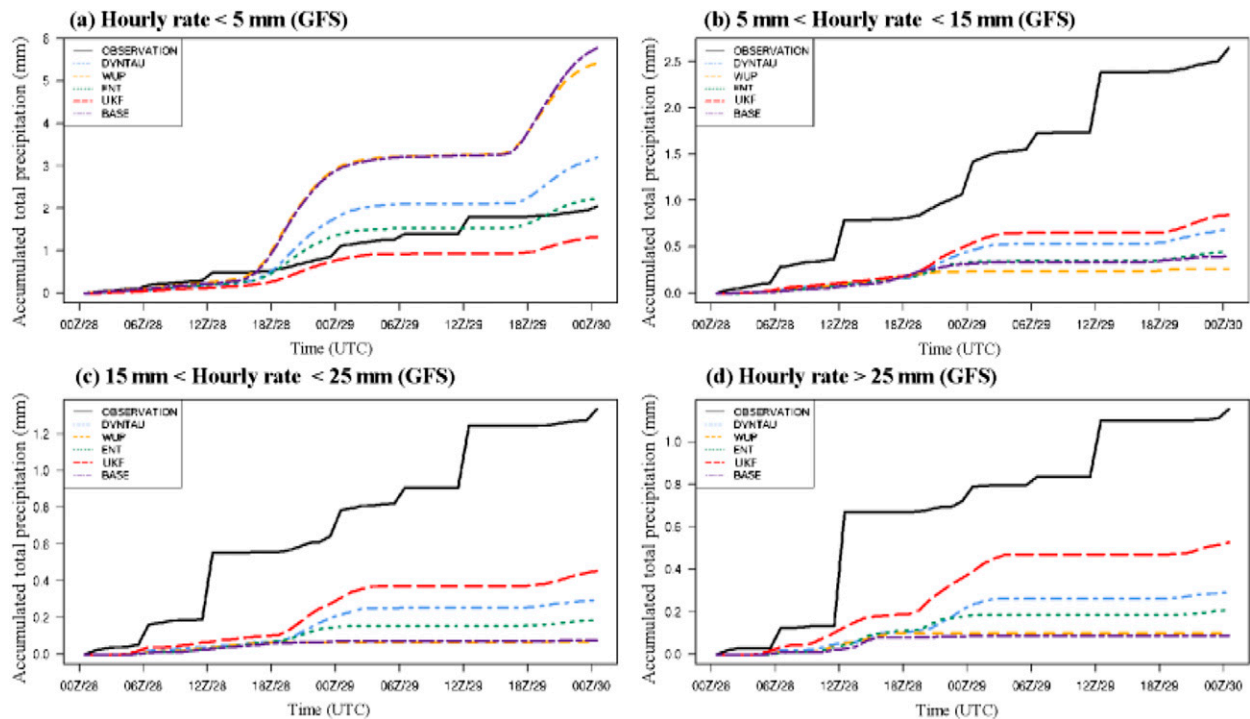 (a) Hourly rate < 5 mm (GFS)
Accumulated total precipitation (mm)
6
5
4
3
2
1
0
OBSERVATION
DYNTAU
WUP
ENT
UKF
BASE
00Z/28 06Z/28 12Z/28 18Z/28 00Z/29 06Z/29 12Z/29 18Z/29 00Z/30
Time (UTC)
(b) 5 mm < Hourly rate < 15 mm (GFS)
Accumulated total precipitation (mm)
2.5
2.0
1.5
1.0
0.5
0.0
OBSERVATION
DYNTAU
WUP
ENT
UKF
BASE
00Z/28 06Z/28 12Z/28 18Z/28 00Z/29 06Z/29 12Z/29 18Z/29 00Z/30
Time (UTC)
(c) 15 mm < Hourly rate < 25 mm (GFS)
Accumulated total precipitation (mm)
1.2
1.0
0.8
0.6
0.4
0.2
0.0
OBSERVATION
DYNTAU
WUP
ENT
UKF
BASE
00Z/28 06Z/28 12Z/28 18Z/28 00Z/29 06Z/29 12Z/29 18Z/29 00Z/30
Time (UTC)
(d) Hourly rate > 25 mm (GFS)
Accumulated total precipitation (mm)
1.0
0.8
0.6
0.4
0.2
0.0
OBSERVATION
DYNTAU
WUP
ENT
UKF
BASE
00Z/28 06Z/28 12Z/28 18Z/28 00Z/29 06Z/29 12Z/29 18Z/29 00Z/30
Time (UTC)